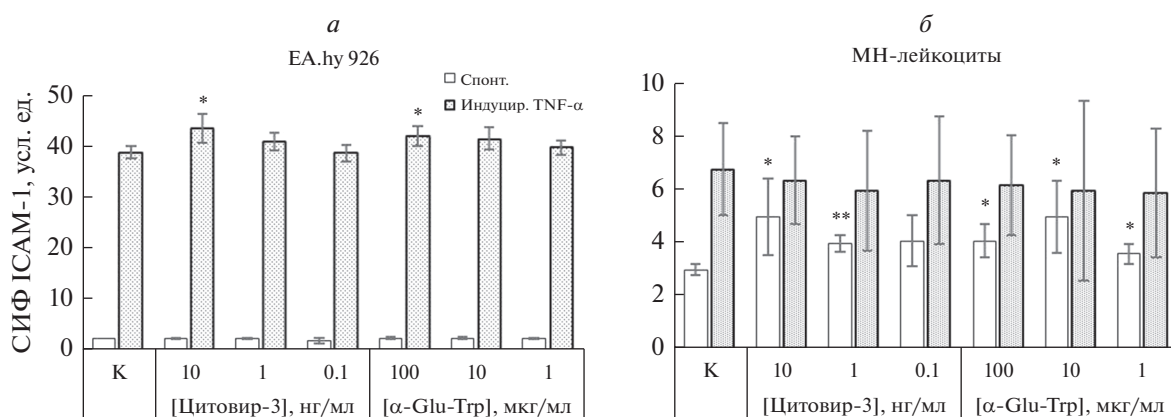 а
EA.hy 926
Спонт.
Индуцир. TNF-α
СИФ ICAM-1, усл. ед.
50
40
30
20
10
0
*
*
К 10 1 0.1 100 10 1
[Цитовир-3], нг/мл [α-Glu-Trp], мкг/мл
б
МН-лейкоциты
10
8
6
4
2
0
*
**
*
*
*
К 10 1 0.1 100 10 1
[Цитовир-3], нг/мл [α-Glu-Trp], мкг/мл